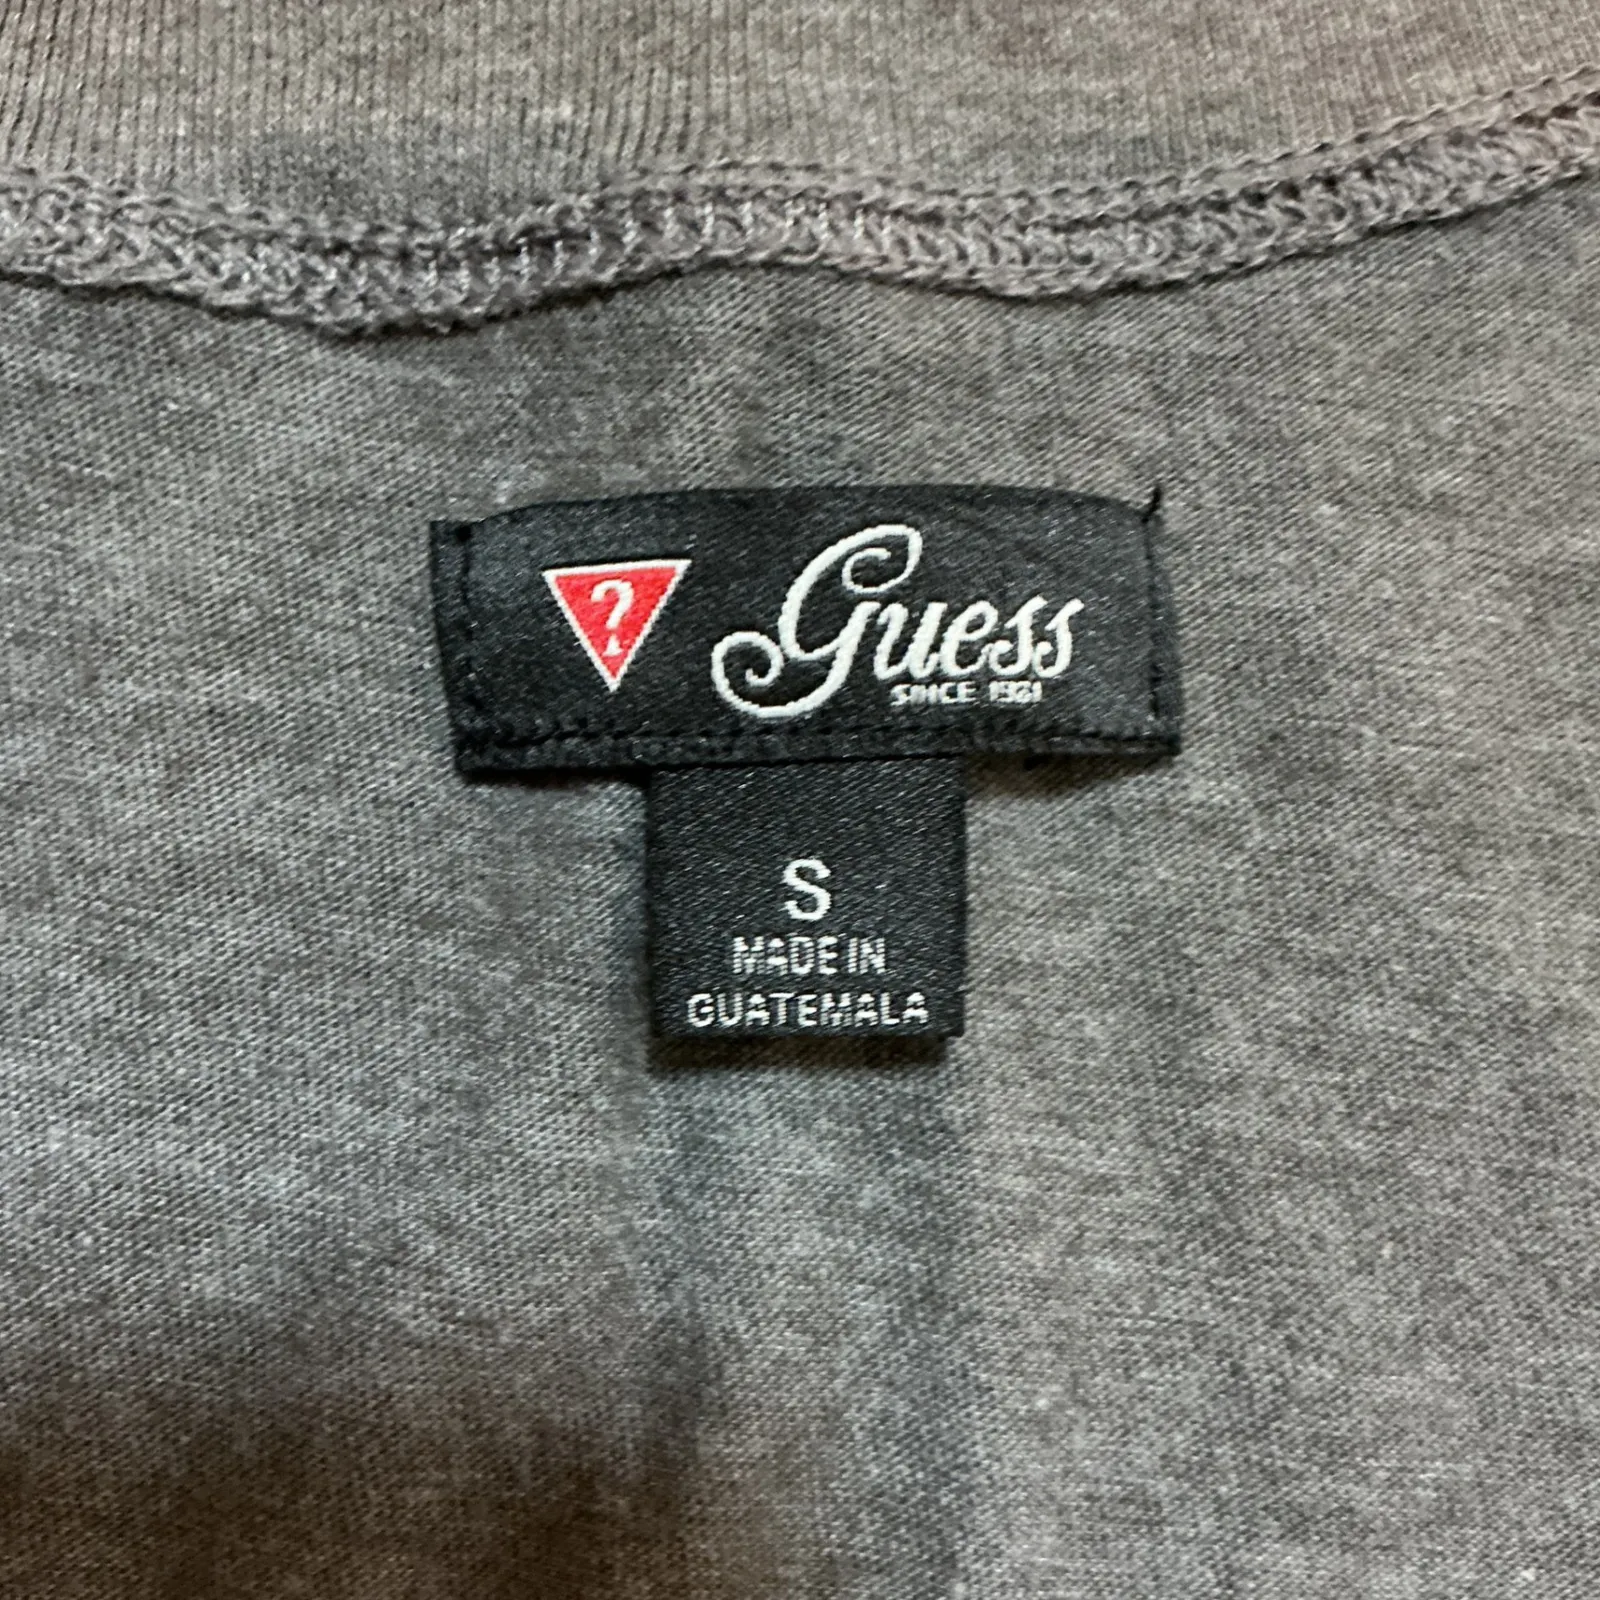 ?
Guess
SINCE 1981
S
MADE IN
GUATEMALA